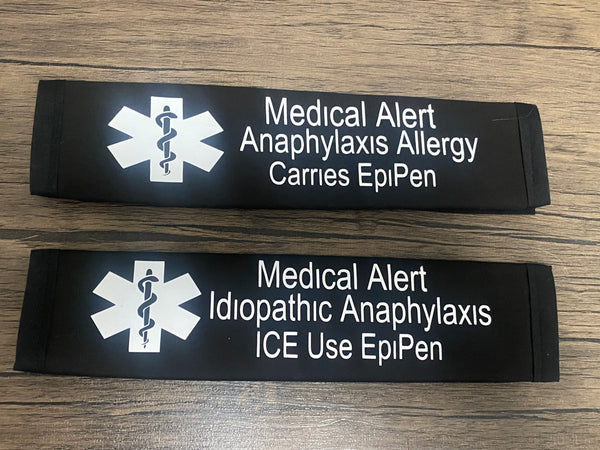 Medical Alert
Anaphylaxis Allergy
Carries EpiPen
Medical Alert
Idiopathic Anaphylaxis
ICE Use EpiPen